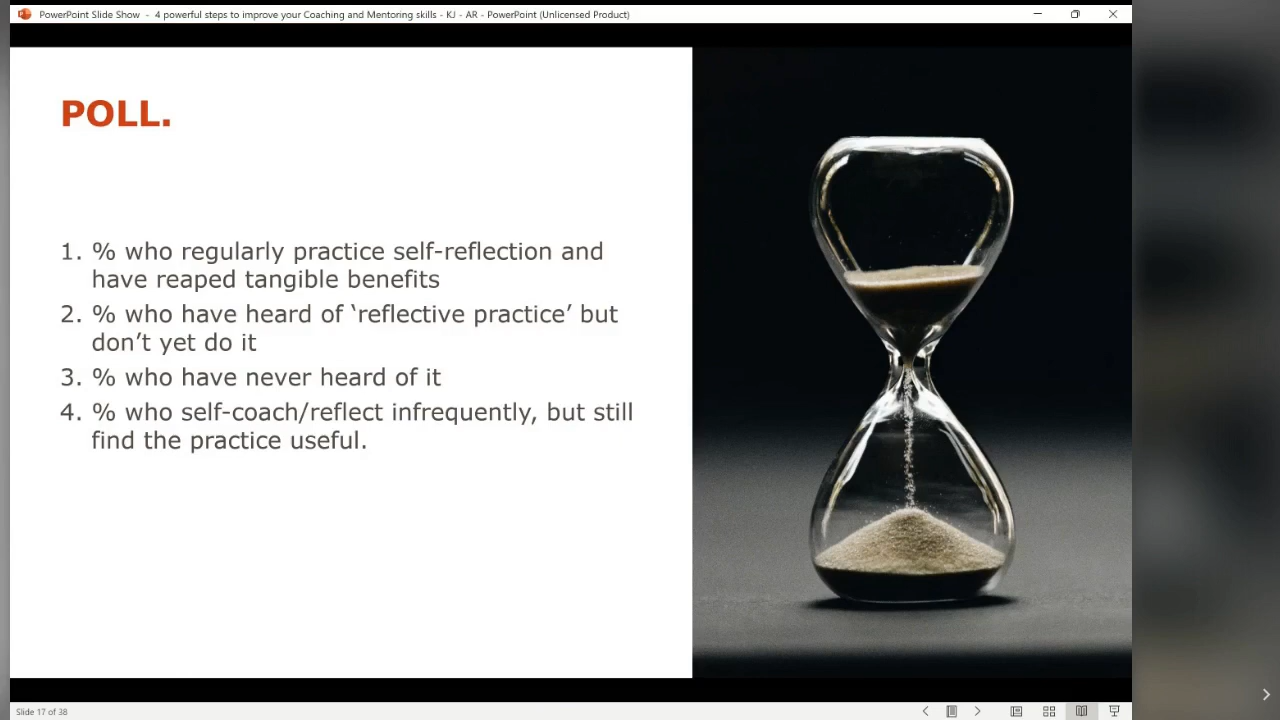 PowerPoint Slide Show - 4 powerful steps to improve your Coaching and Mentoring skills - KJ - AR - PowerPoint (Unlicensed Product)
POLL.
1. % who regularly practice self-reflection and
have reaped tangible benefits
2. % who have heard of ‘reflective practice’ but
don’t yet do it
3. % who have never heard of it
4. % who self-coach/reflect infrequently, but still
find the practice useful.
Slide 17 of 38